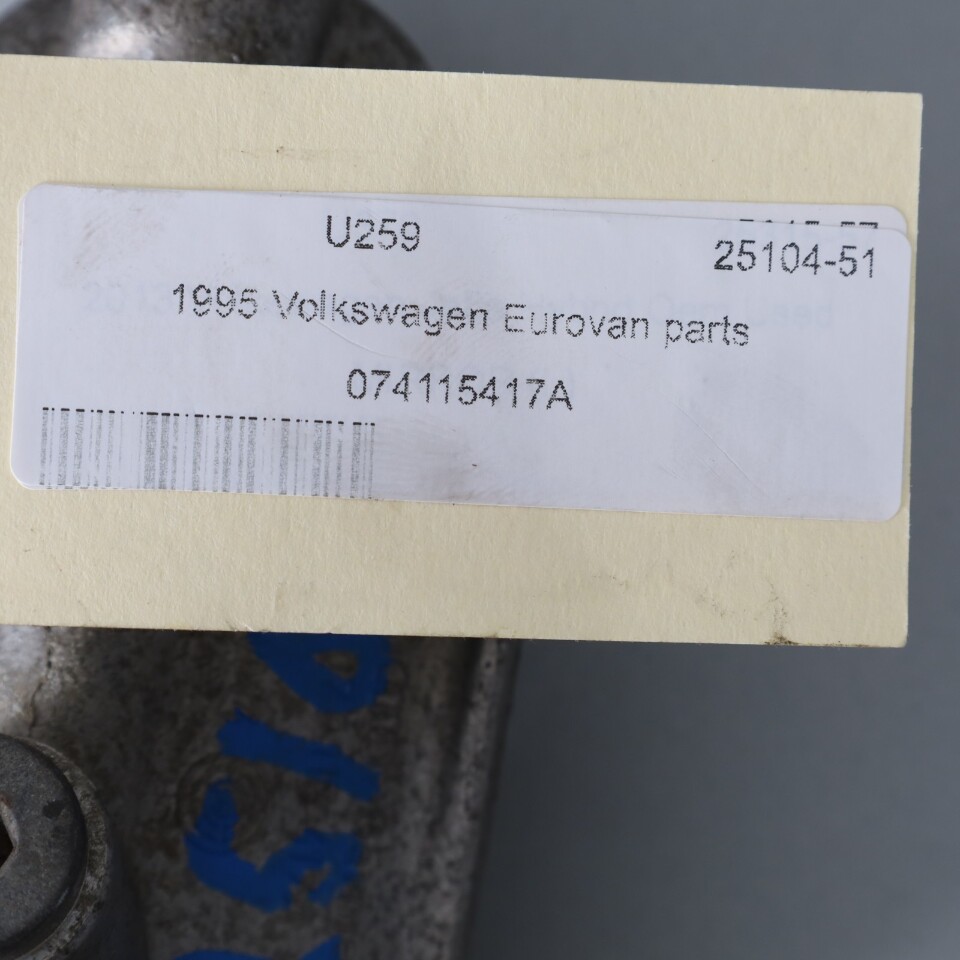 U259
25104-51
1995 Volkswagen Eurovan parts
074115417A